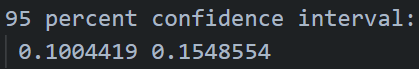 95 percent confidence interval:
0.1004419 0.1548554